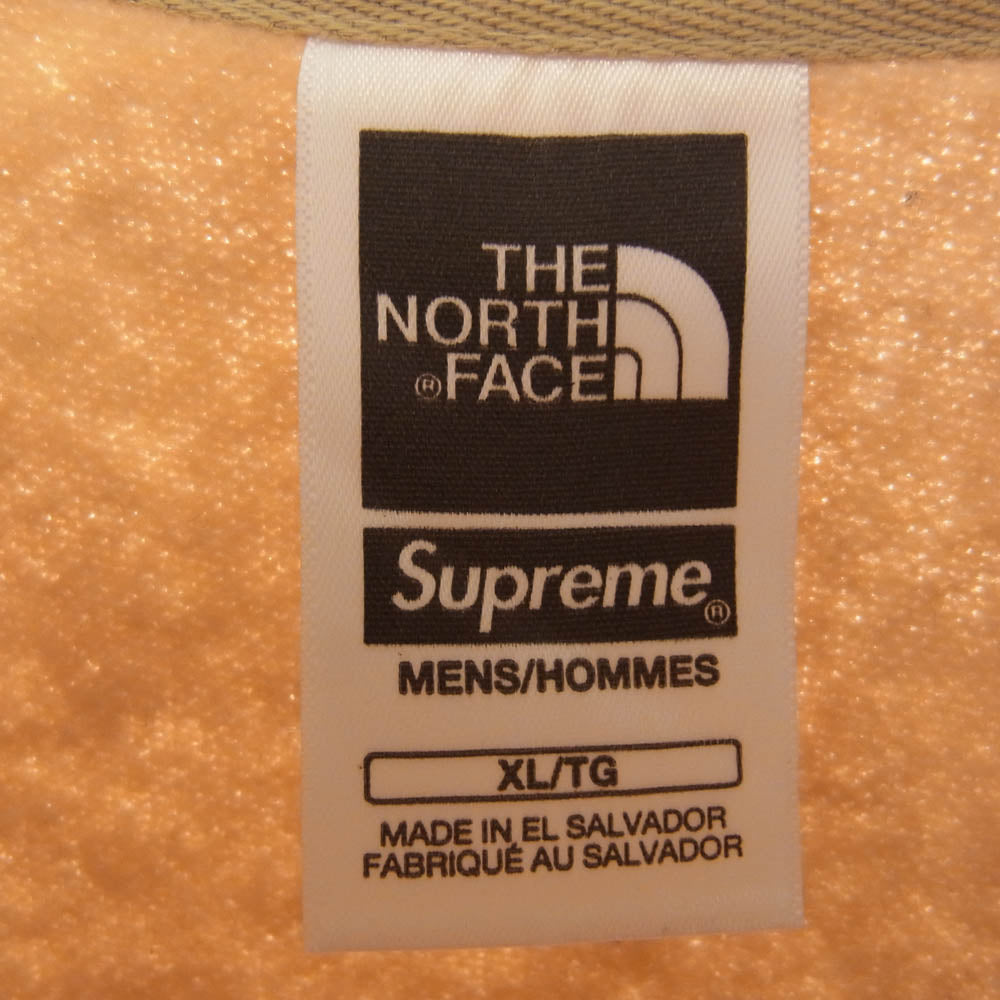 THE
NORTH
®FACE
Supreme®
MENS/HOMMES
XL/TG
MADE IN EL SALVADOR
FABRIQUÉ AU SALVADOR